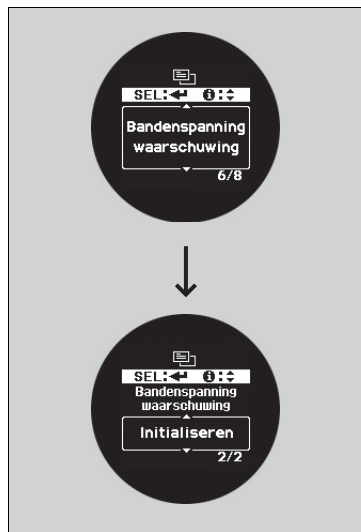 SEL:↵ ℹ:⬍
Bandenspanning
waarschuwing
6/8
SEL:↵ ℹ:⬍
Bandenspanning
waarschuwing
Initialiseren
2/2